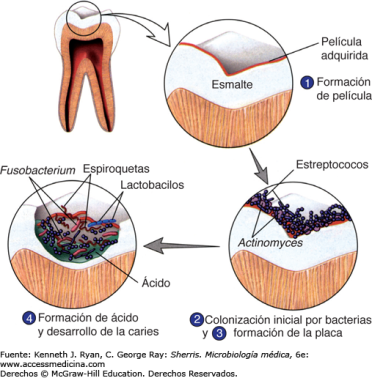 Película
adquirida
Esmalte
1 Formación
de película
Estreptococos
Fusobacterium
Espiroquetas
Lactobacilos
Actinomyces
Ácido
4 Formación de ácido
y desarrollo de la caries
2 Colonización inicial por bacterias
y 3 formación de la placa
Fuente: Kenneth J. Ryan, C. George Ray: Sherris. Microbiología médica, 6e:
www.accessmedicina.com
Derechos © McGraw-Hill Education. Derechos Reservados.